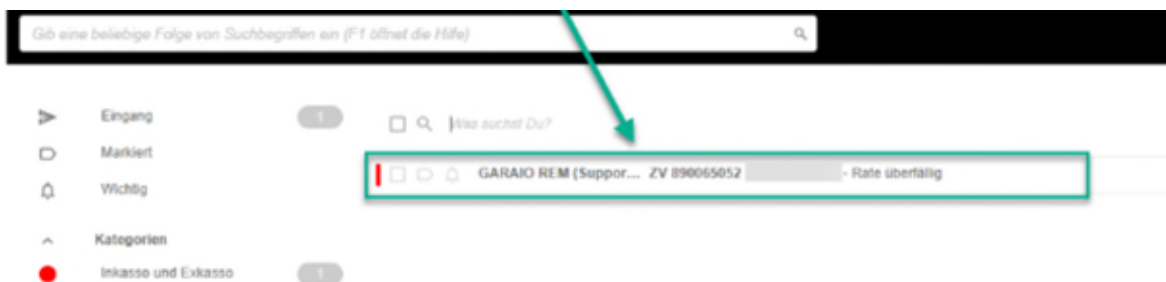 Gib eine beliebige Folge von Suchbegriffen ein (F1 öffnet die Hilfe)
Eingang 1
Was suchst Du?
Markiert
GARAIO REM (Suppor... ZV 890065052 - Rate überfällig
Wichtig
Kategorien
Inkasso und Exkasso 1